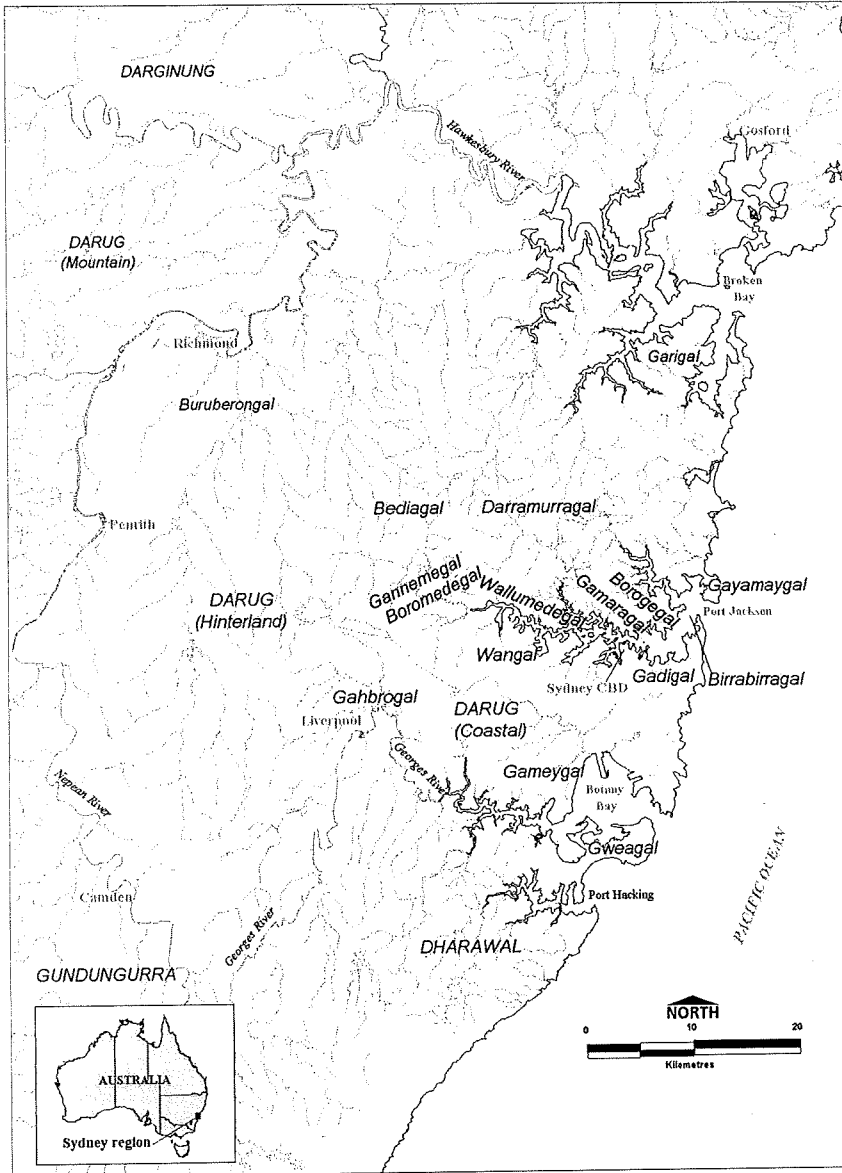 DARGINUNG
Gosford
Hawkesbury River
DARUG
(Mountain)
Broken
Bay
Richmond
Garigal
Buruberongal
Bediagal
Darramurragal
Penrith
DARUG
(Hinterland)
Gannemegal
Boromedegal
Wallumedegal
Gamaragal
Borogegal
Gayamaygal
Port Jackson
Wangal
Sydney CBD
Gadigal
Birrabirragal
Gahbrogal
Liverpool
DARUG
(Coastal)
Georges River
Gameygal
Botany
Bay
Nepean River
Gweagal
Camden
Port Hacking
PACIFIC OCEAN
Georges River
DHARAWAL
GUNDUNGURRA
NORTH
0 10 20
Kilometres
AUSTRALIA
Sydney region